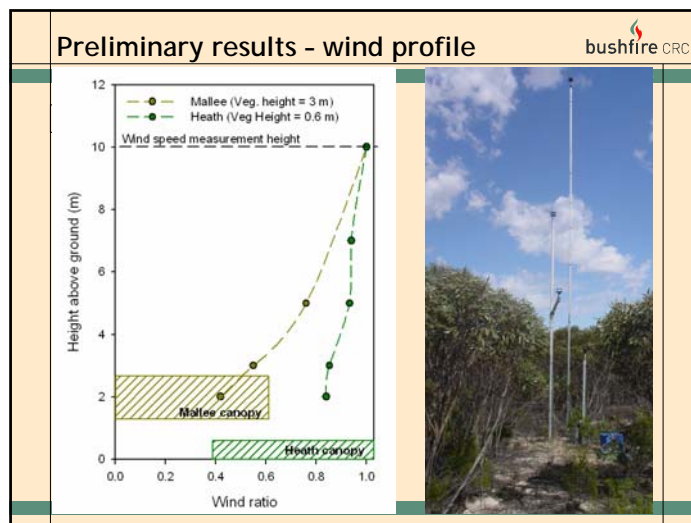 Preliminary results - wind profile
bushfire CRC
12
Mallee (Veg. height = 3 m)
Heath (Veg Height = 0.6 m)
Wind speed measurement height
10
8
6
4
2
0
Height above ground (m)
Mallee canopy
Heath canopy
0.0 0.2 0.4 0.6 0.8 1.0
Wind ratio